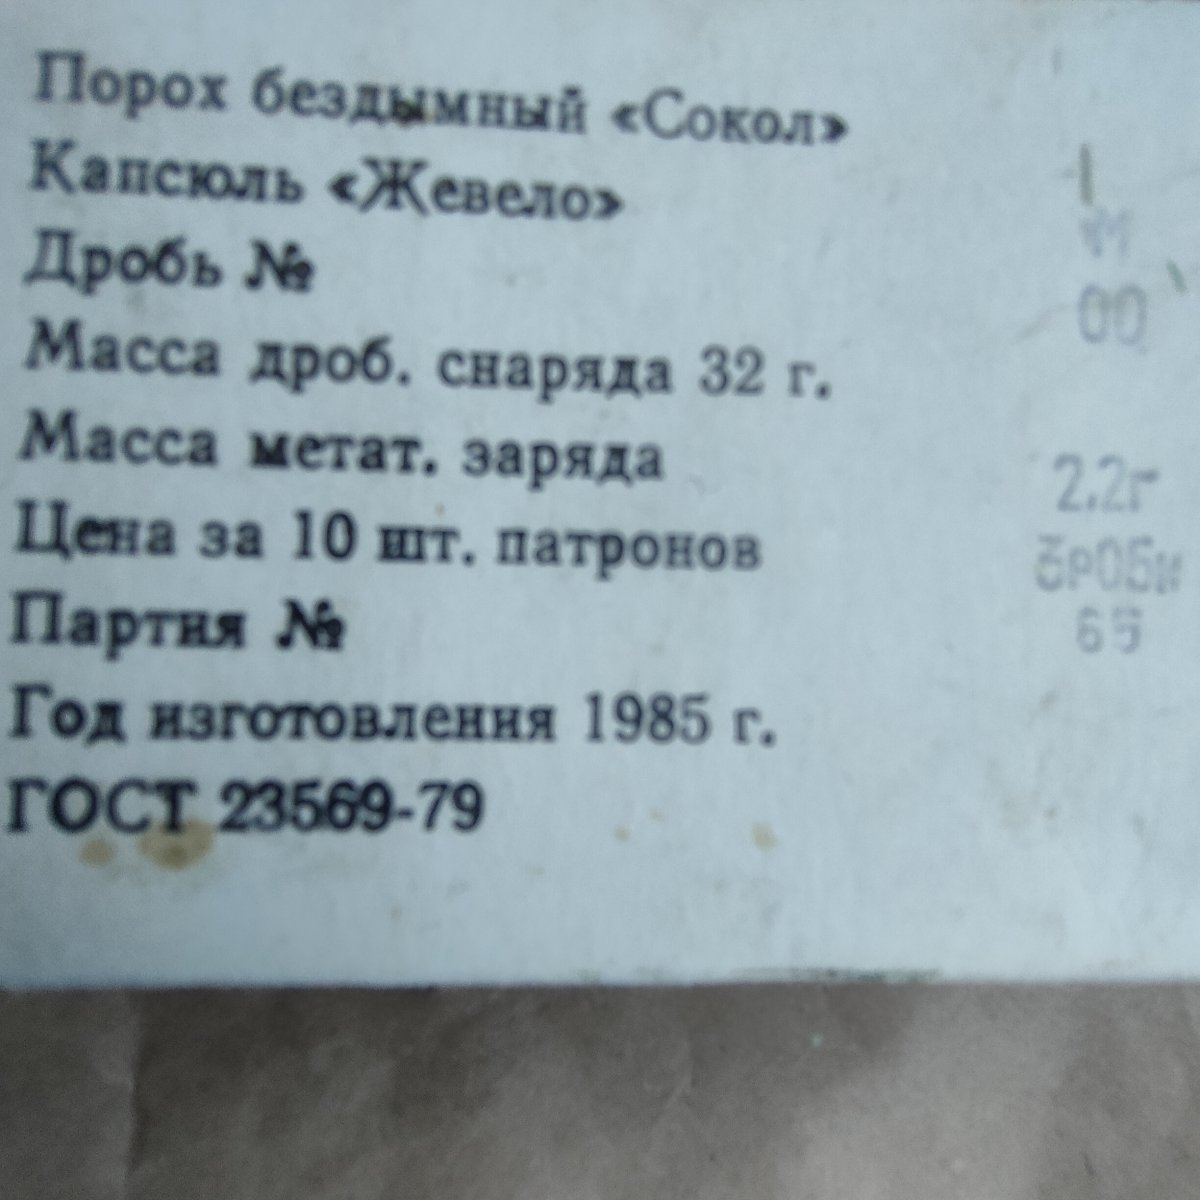 Порох бездымный «Сокол»
Капсюль «Жевело» М
Дробь № 00
Масса дроб. снаряда 32 г.
Масса метат. заряда 2.2г
Цена за 10 шт. патронов
Партия №
Год изготовления 1985 г.
ГОСТ 23569-79